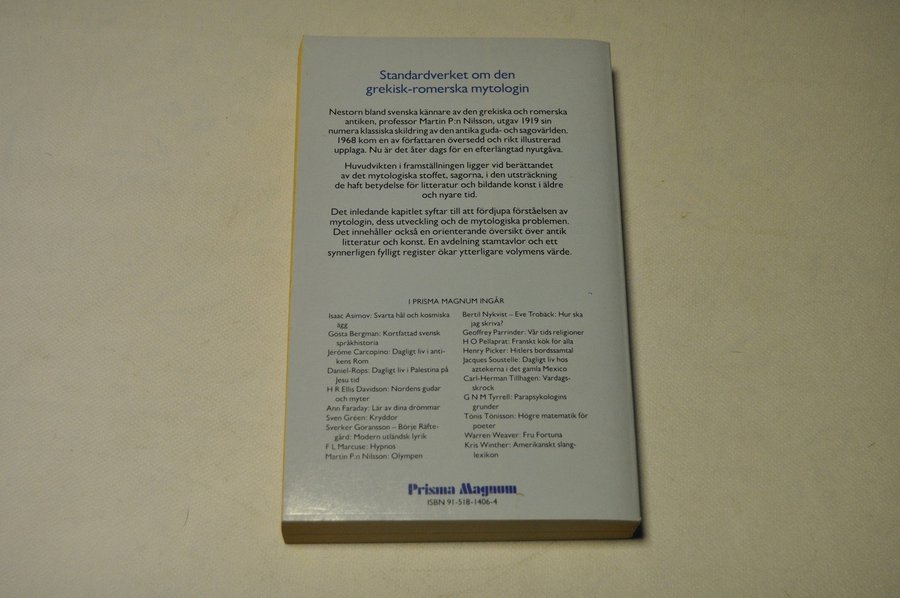 Standardverket om den
grekisk-romerska mytologin
Nestorn bland svenska kännare av den grekiska och romerska
antiken, professor Martin P:n Nilsson, utgav 1919 sin
numera klassiska skildring av den antika guda- och sagovärlden.
1968 kom en av författaren översedd och rikt illustrerad
upplaga. Nu är det åter dags för en efterlängtad nyutgåva.
Huvudvikten i framställningen ligger vid berättandet
av det mytologiska stoffet, sagorna, i den utsträckning
de haft betydelse för litteratur och bildande konst i äldre
och nyare tid.
Det inledande kapitlet syftar till att fördjupa förståelsen av
mytologin, dess utveckling och de mytologiska problemen.
Det innehåller också en orienterande översikt över antik
litteratur och konst. En avdelning stamtavlor och ett
synnerligen fylligt register ökar ytterligare volymens värde.
I PRISMA MAGNUM INGÅR
Isaac Asimov: Svarta hål och kosmiska
ägg
Gösta Bergman: Kortfattad svensk
språkhistoria
Jérôme Carcopino: Dagligt liv i anti-
kens Rom
Daniel-Rops: Dagligt liv i Palestina på
Jesu tid
H R Ellis Davidson: Nordens gudar
och myter
Ann Faraday: Lär av dina drömmar
Sven Green: Kryddor
Sverker Göransson – Börje Räfte-
gård: Modern utländsk lyrik
F L Marcuse: Hypnos
Martin P:n Nilsson: Olympen
Bertil Nykvist – Eve Trobäck: Hur ska
jag skriva?
Geoffrey Parrinder: Vår tids religioner
H O Pellaprat: Franskt kök för alla
Henry Picker: Hitlers bordssamtal
Jacques Soustelle: Dagligt liv hos
aztekerna i det gamla Mexico
Carl-Herman Tillhagen: Vardags-
skrock
G N M Tyrrell: Parapsykologins
grunder
Tönis Tönisson: Högre matematik för
poeter
Warren Weaver: Fru Fortuna
Kris Winther: Amerikanskt slang-
lexikon
Prisma Magnum
ISBN 91-518-1406-4